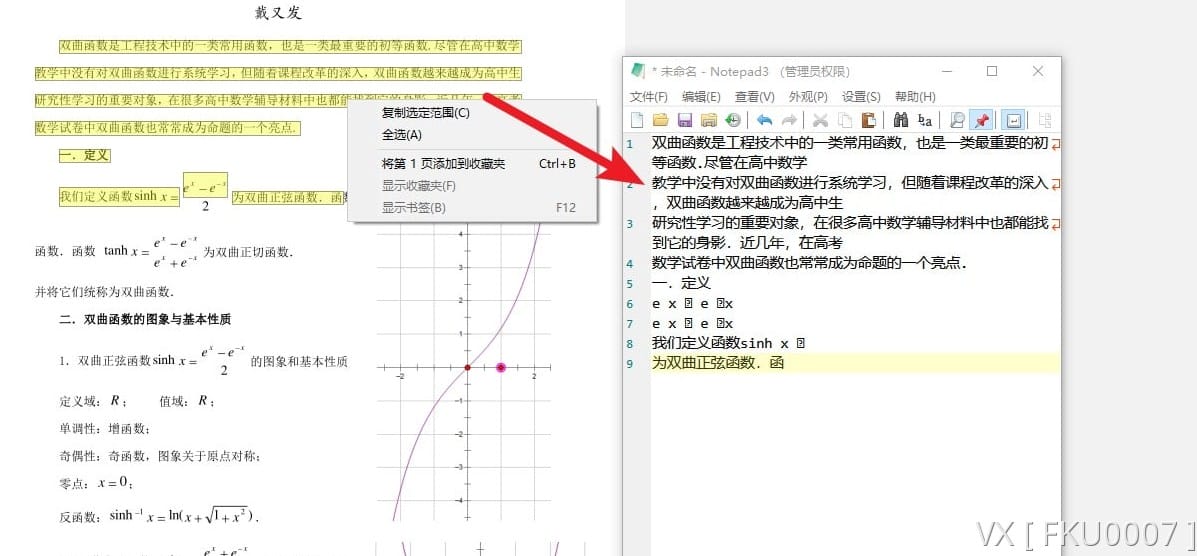 戴又发
双曲函数是工程技术中的一类常用函数，也是一类最重要的初等函数.尽管在高中数学
教学中没有对双曲函数进行系统学习，但随着课程改革的深入，双曲函数越来越成为高中生
研究性学习的重要对象，在很多高中数学辅导材料中也都能找到它的身影．近几年，在高考
数学试卷中双曲函数也常常成为命题的一个亮点．
一．定义
我们定义函数 sinh x = (e^x − e^−x)/2 为双曲正弦函数．函
函数．函数 tanh x = (e^x − e^−x)/(e^x + e^−x) 为双曲正切函数．
并将它们统称为双曲函数．
二．双曲函数的图象与基本性质
1．双曲正弦函数 sinh x = (e^x − e^−x)/2 的图象和基本性质
定义域：R； 值域：R；
单调性：增函数；
奇偶性：奇函数，图象关于原点对称；
零点：x = 0；
反函数：sinh^−1 x = ln(x + √(1 + x^2))．
e^x + e^−x
4
3
2
1
-2
2
-1
-2
-3
-4
复制选定范围(C)
全选(A)
将第 1 页添加到收藏夹 Ctrl+B
显示收藏夹(F)
显示书签(B) F12
* 未命名 - Notepad3 (管理员权限)
文件(F) 编辑(E) 查看(V) 外观(P) 设置(S) 帮助(H)
1 双曲函数是工程技术中的一类常用函数，也是一类最重要的初
等函数.尽管在高中数学
2 教学中没有对双曲函数进行系统学习，但随着课程改革的深入
，双曲函数越来越成为高中生
3 研究性学习的重要对象，在很多高中数学辅导材料中也都能找
到它的身影．近几年，在高考
4 数学试卷中双曲函数也常常成为命题的一个亮点．
5 一．定义
6 e x e x
7 e x e x
8 我们定义函数sinh x
9 为双曲正弦函数．函
VX [ FKU0007 ]